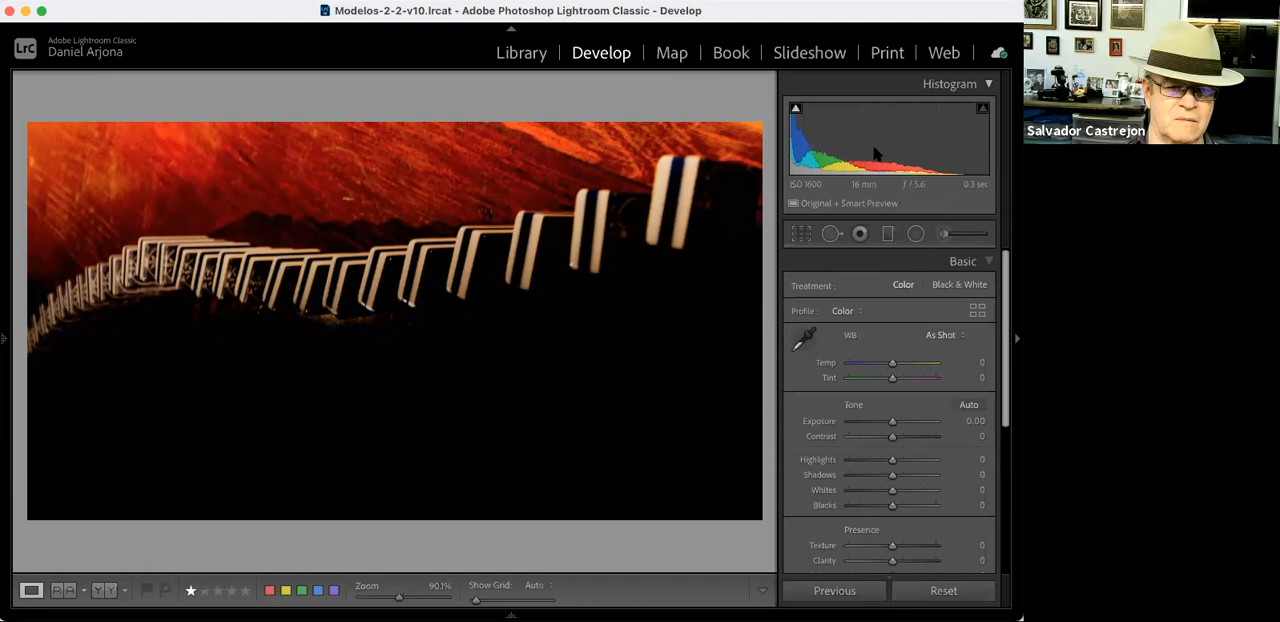 Modelos-2-2-v10.lrcat - Adobe Photoshop Lightroom Classic - Develop
LrC
Adobe Lightroom Classic
Daniel Arjona
Library Develop Map Book Slideshow Print Web
Histogram
ISO 1600 16 mm ƒ / 5.6 0.3 sec
Original + Smart Preview
Basic
Treatment : Color Black & White
Profile : Color
WB : As Shot
Temp 0
Tint 0
Tone Auto
Exposure 0.00
Contrast 0
Highlights 0
Shadows 0
Whites 0
Blacks 0
Presence
Texture 0
Clarity 0
Previous Reset
Zoom 90.1% Show Grid: Auto
Salvador Castrejon